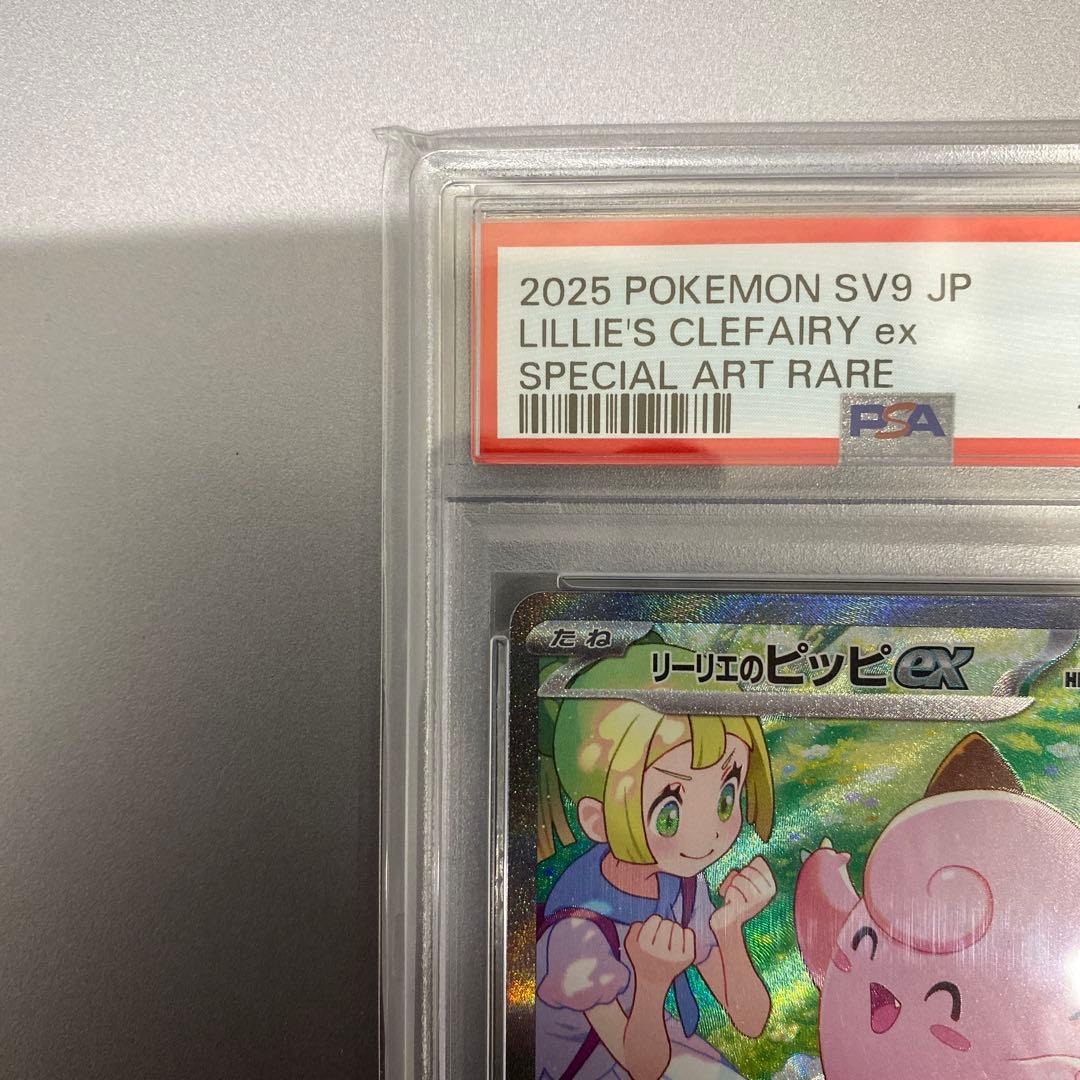 2025 POKEMON SV9 JP
LILLIE'S CLEFAIRY ex
SPECIAL ART RARE
PSA
たね
リーリエのピッピex